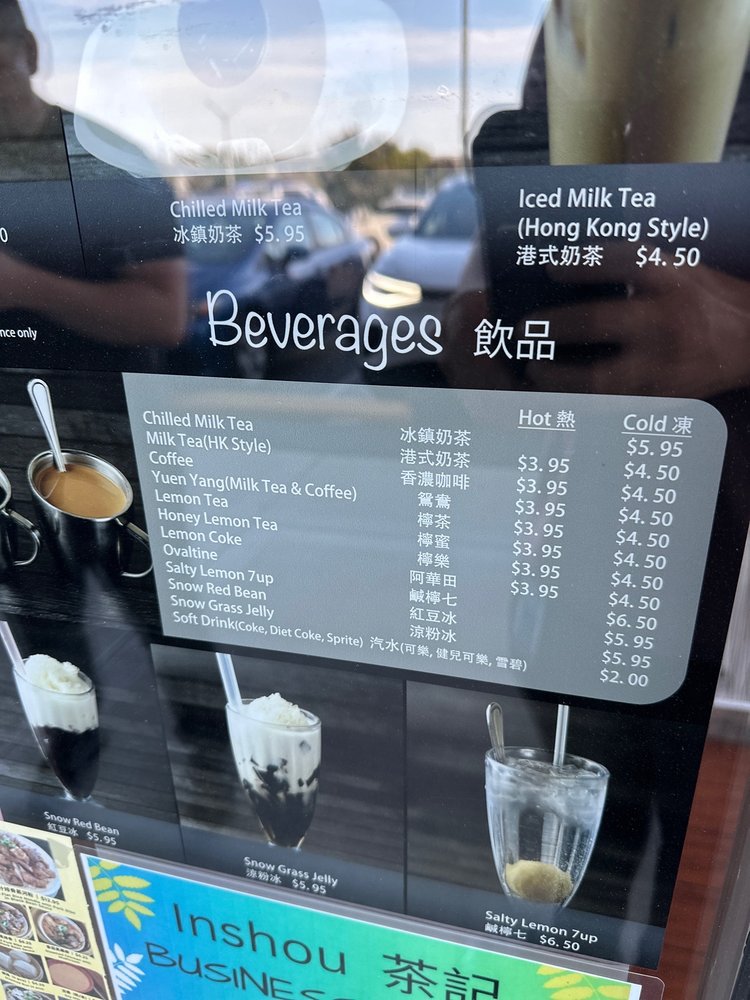 Chilled Milk Tea
冰鎮奶茶 $5.95
Iced Milk Tea
(Hong Kong Style)
港式奶茶 $4.50
nce only
Beverages 飲品
Hot 熱 Cold 凍
Chilled Milk Tea 冰鎮奶茶 $5.95
Milk Tea(HK Style) 港式奶茶 $3.95 $4.50
Coffee 香濃咖啡 $3.95 $4.50
Yuen Yang(Milk Tea & Coffee) 鴛鴦 $3.95 $4.50
Lemon Tea 檸茶 $3.95 $4.50
Honey Lemon Tea 檸蜜 $3.95 $4.50
Lemon Coke 檸樂 $3.95 $4.50
Ovaltine 阿華田 $3.95 $4.50
Salty Lemon 7up 鹹檸七 $6.50
Snow Red Bean 紅豆冰 $5.95
Snow Grass Jelly 涼粉冰 $5.95
Soft Drink(Coke, Diet Coke, Sprite) 汽水(可樂, 健兒可樂, 雪碧) $2.00
Snow Red Bean
紅豆冰 $5.95
Snow Grass Jelly
涼粉冰 $5.95
Salty Lemon 7up
鹹檸七 $6.50
Inshou 茶記
BUSINESS